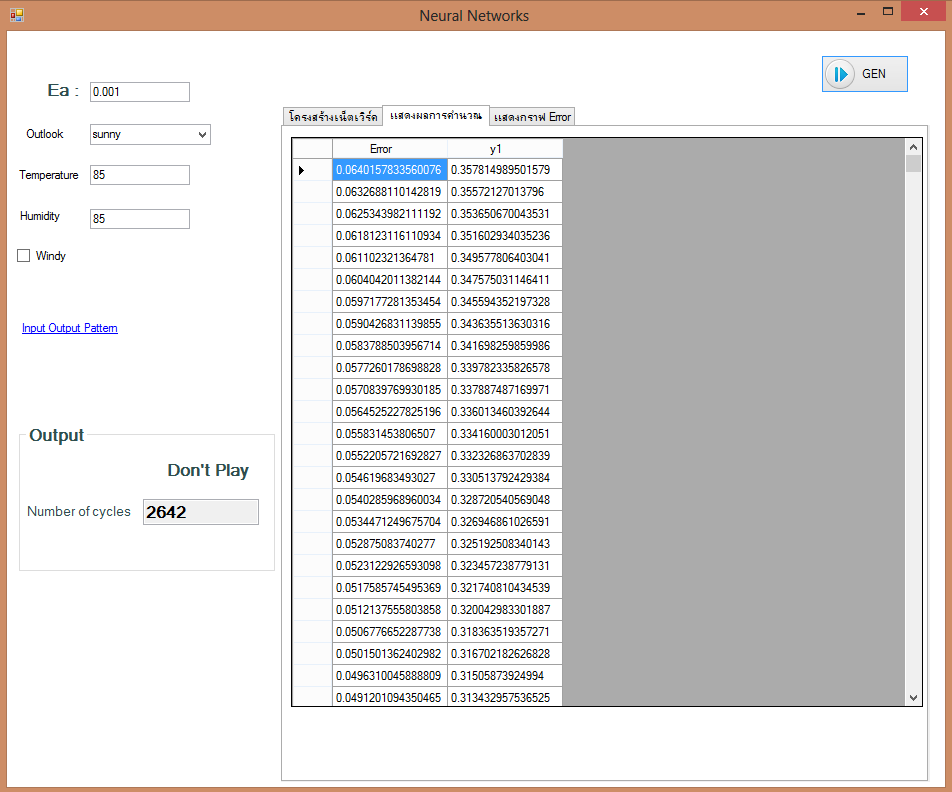 Neural Networks
GEN
Ea : 0.001
Outlook sunny
Temperature 85
Humidity 85
Windy
Input Output Pattern
Output
Don't Play
Number of cycles 2642
โครงสร้างเน็ตเวิร์ค แสดงผลการคำนวณ แสดงกราฟ Error
Error y1
0.0640157833560076 0.357814989501579
0.0632688110142819 0.35572127013796
0.0625343982111192 0.353650670043531
0.0618123116110934 0.351602934035236
0.061102321364781 0.349577806403041
0.0604042011382144 0.347575031146411
0.0597177281353454 0.345594352197328
0.0590426831139855 0.343635513630316
0.0583788503956714 0.341698259859986
0.0577260178698828 0.339782335826578
0.0570839769930185 0.337887487169971
0.0564525227825196 0.336013460392644
0.055831453806507 0.334160003012051
0.0552205721692827 0.332326863702839
0.054619683493027 0.330513792429384
0.0540285968960034 0.328720540569048
0.0534471249675704 0.326946861026591
0.052875083740277 0.325192508340143
0.0523122926593098 0.323457238779131
0.0517585745495369 0.321740810434539
0.0512137555803858 0.320042983301887
0.0506776652287738 0.318363519357271
0.0501501362402982 0.316702182626828
0.0496310045888809 0.31505873924994
0.0491201094350465 0.313432957536525